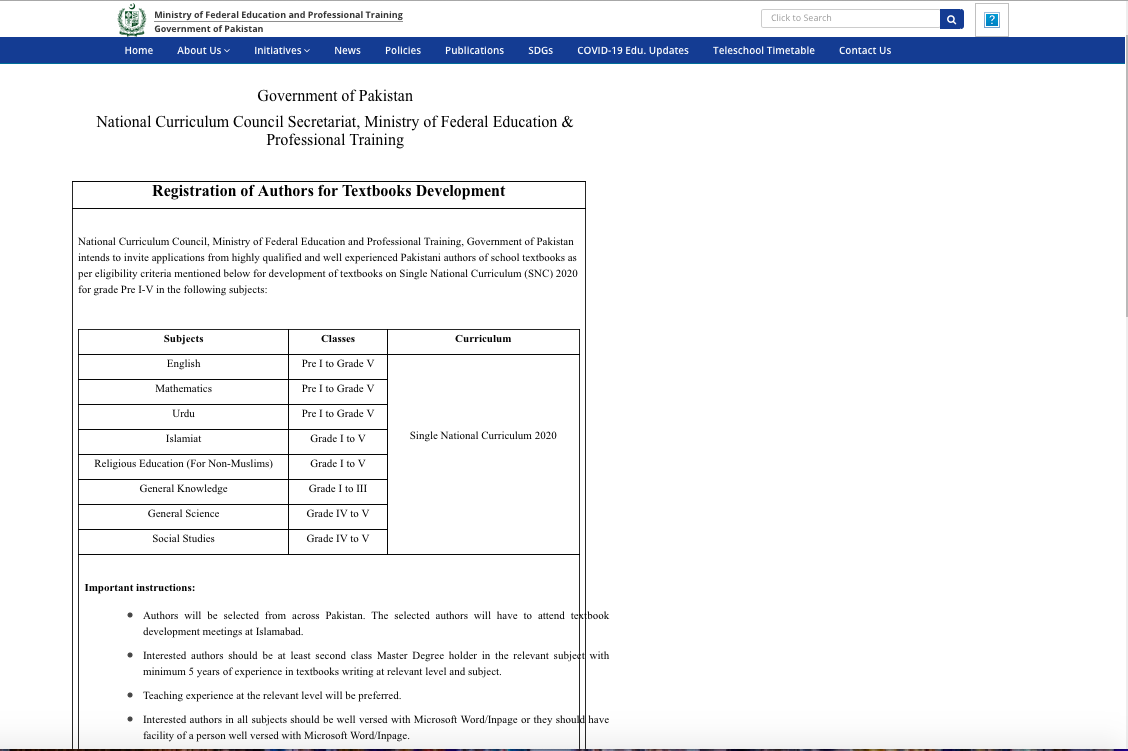 Ministry of Federal Education and Professional Training
Government of Pakistan
Click to Search
?
Home About Us Initiatives News Policies Publications SDGs COVID-19 Edu. Updates Teleschool Timetable Contact Us
Government of Pakistan
National Curriculum Council Secretariat, Ministry of Federal Education &
Professional Training
Registration of Authors for Textbooks Development
National Curriculum Council, Ministry of Federal Education and Professional Training, Government of Pakistan
intends to invite applications from highly qualified and well experienced Pakistani authors of school textbooks as
per eligibility criteria mentioned below for development of textbooks on Single National Curriculum (SNC) 2020
for grade Pre I-V in the following subjects:
Subjects Classes Curriculum
English Pre I to Grade V
Mathematics Pre I to Grade V
Urdu Pre I to Grade V
Single National Curriculum 2020
Islamiat Grade I to V
Religious Education (For Non-Muslims) Grade I to V
General Knowledge Grade I to III
General Science Grade IV to V
Social Studies Grade IV to V
Important instructions:
Authors will be selected from across Pakistan. The selected authors will have to attend textbook
development meetings at Islamabad.
Interested authors should be at least second class Master Degree holder in the relevant subject with
minimum 5 years of experience in textbooks writing at relevant level and subject.
Teaching experience at the relevant level will be preferred.
Interested authors in all subjects should be well versed with Microsoft Word/Inpage or they should have
facility of a person well versed with Microsoft Word/Inpage.